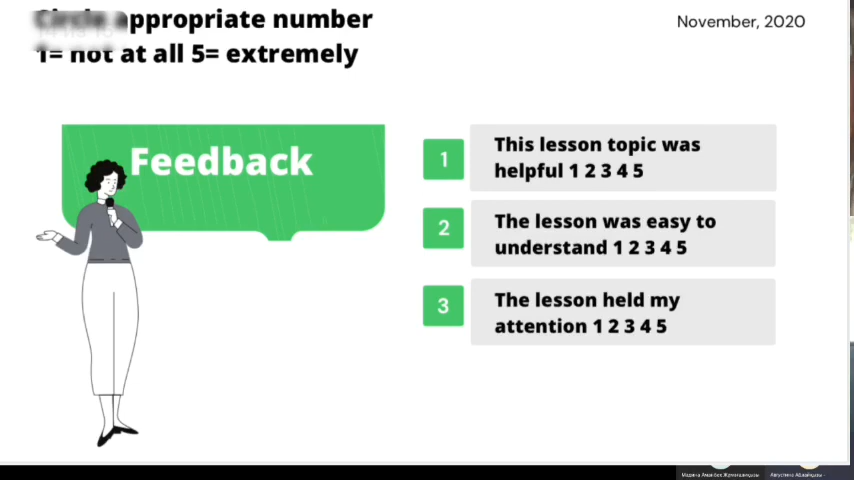 Circle appropriate number
1= not at all 5= extremely
November, 2020
Feedback
1
This lesson topic was
helpful 1 2 3 4 5
2
The lesson was easy to
understand 1 2 3 4 5
3
The lesson held my
attention 1 2 3 4 5